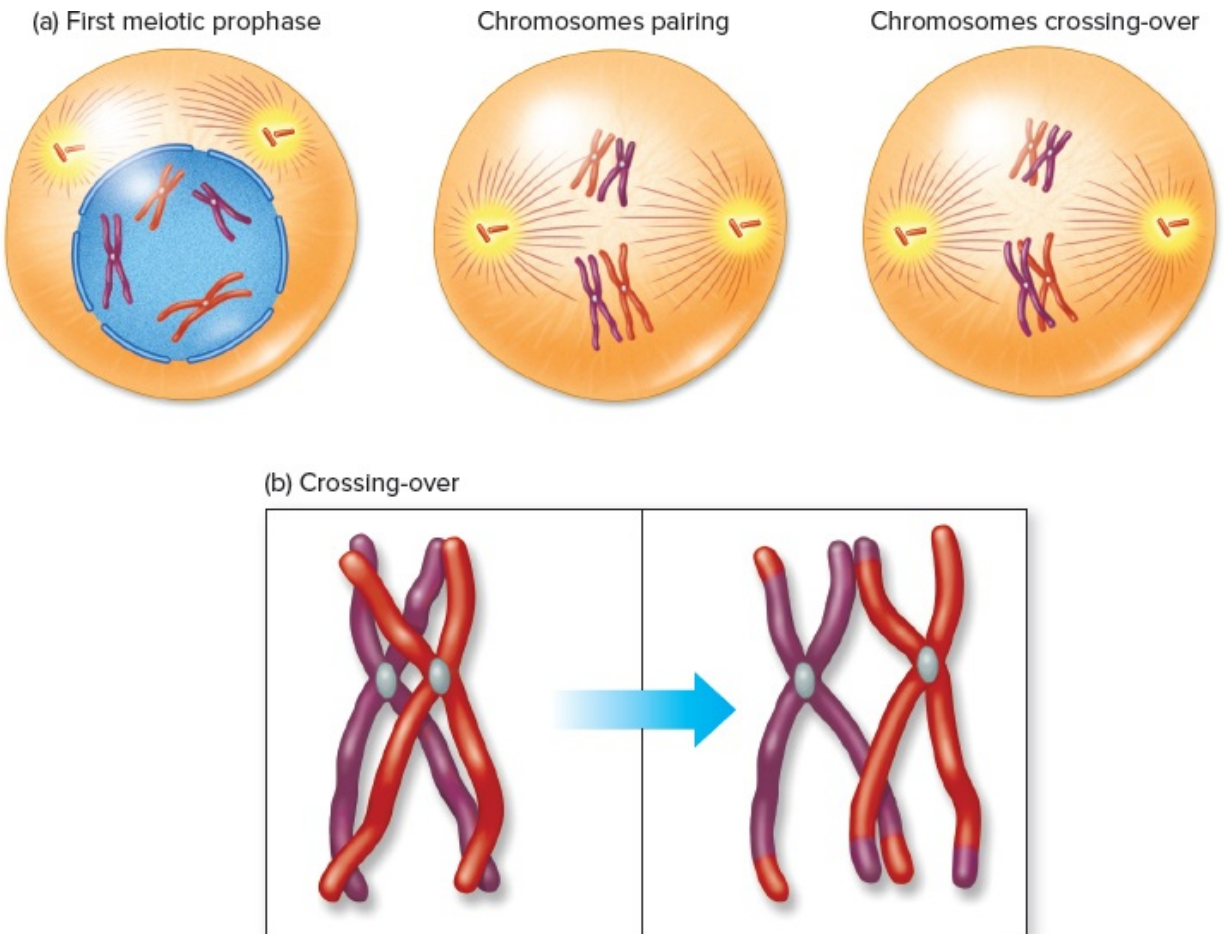 (a) First meiotic prophase
Chromosomes pairing
Chromosomes crossing-over
(b) Crossing-over